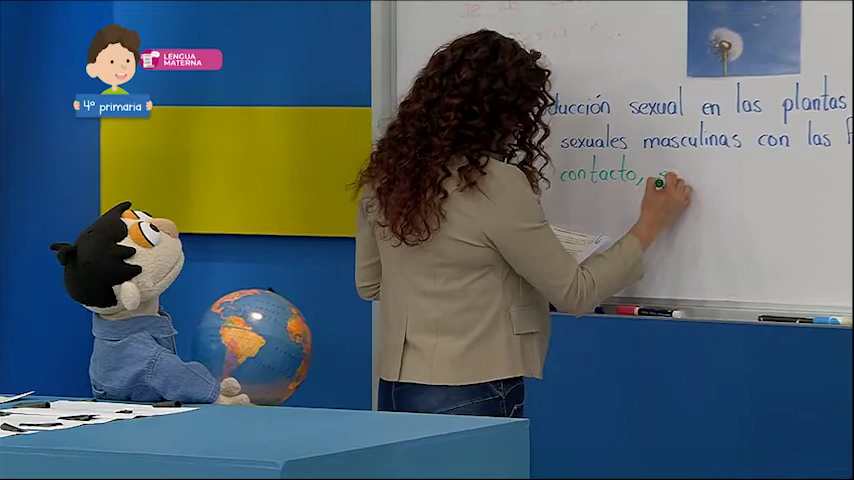 LENGUA
MATERNA
4º primaria
ducción sexual en las plantas
sexuales masculinas con las
contacto,